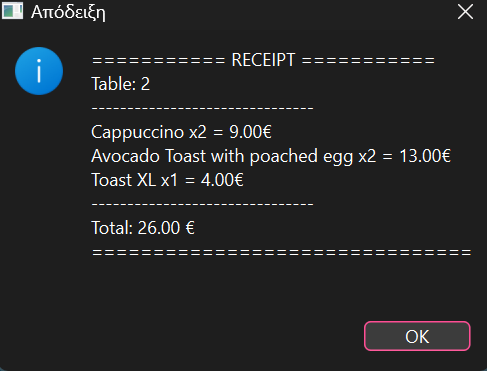 Απόδειξη
=========== RECEIPT ===========
Table: 2
-------------------------------
Cappuccino x2 = 9.00€
Avocado Toast with poached egg x2 = 13.00€
Toast XL x1 = 4.00€
-------------------------------
Total: 26.00 €
===============================
OK